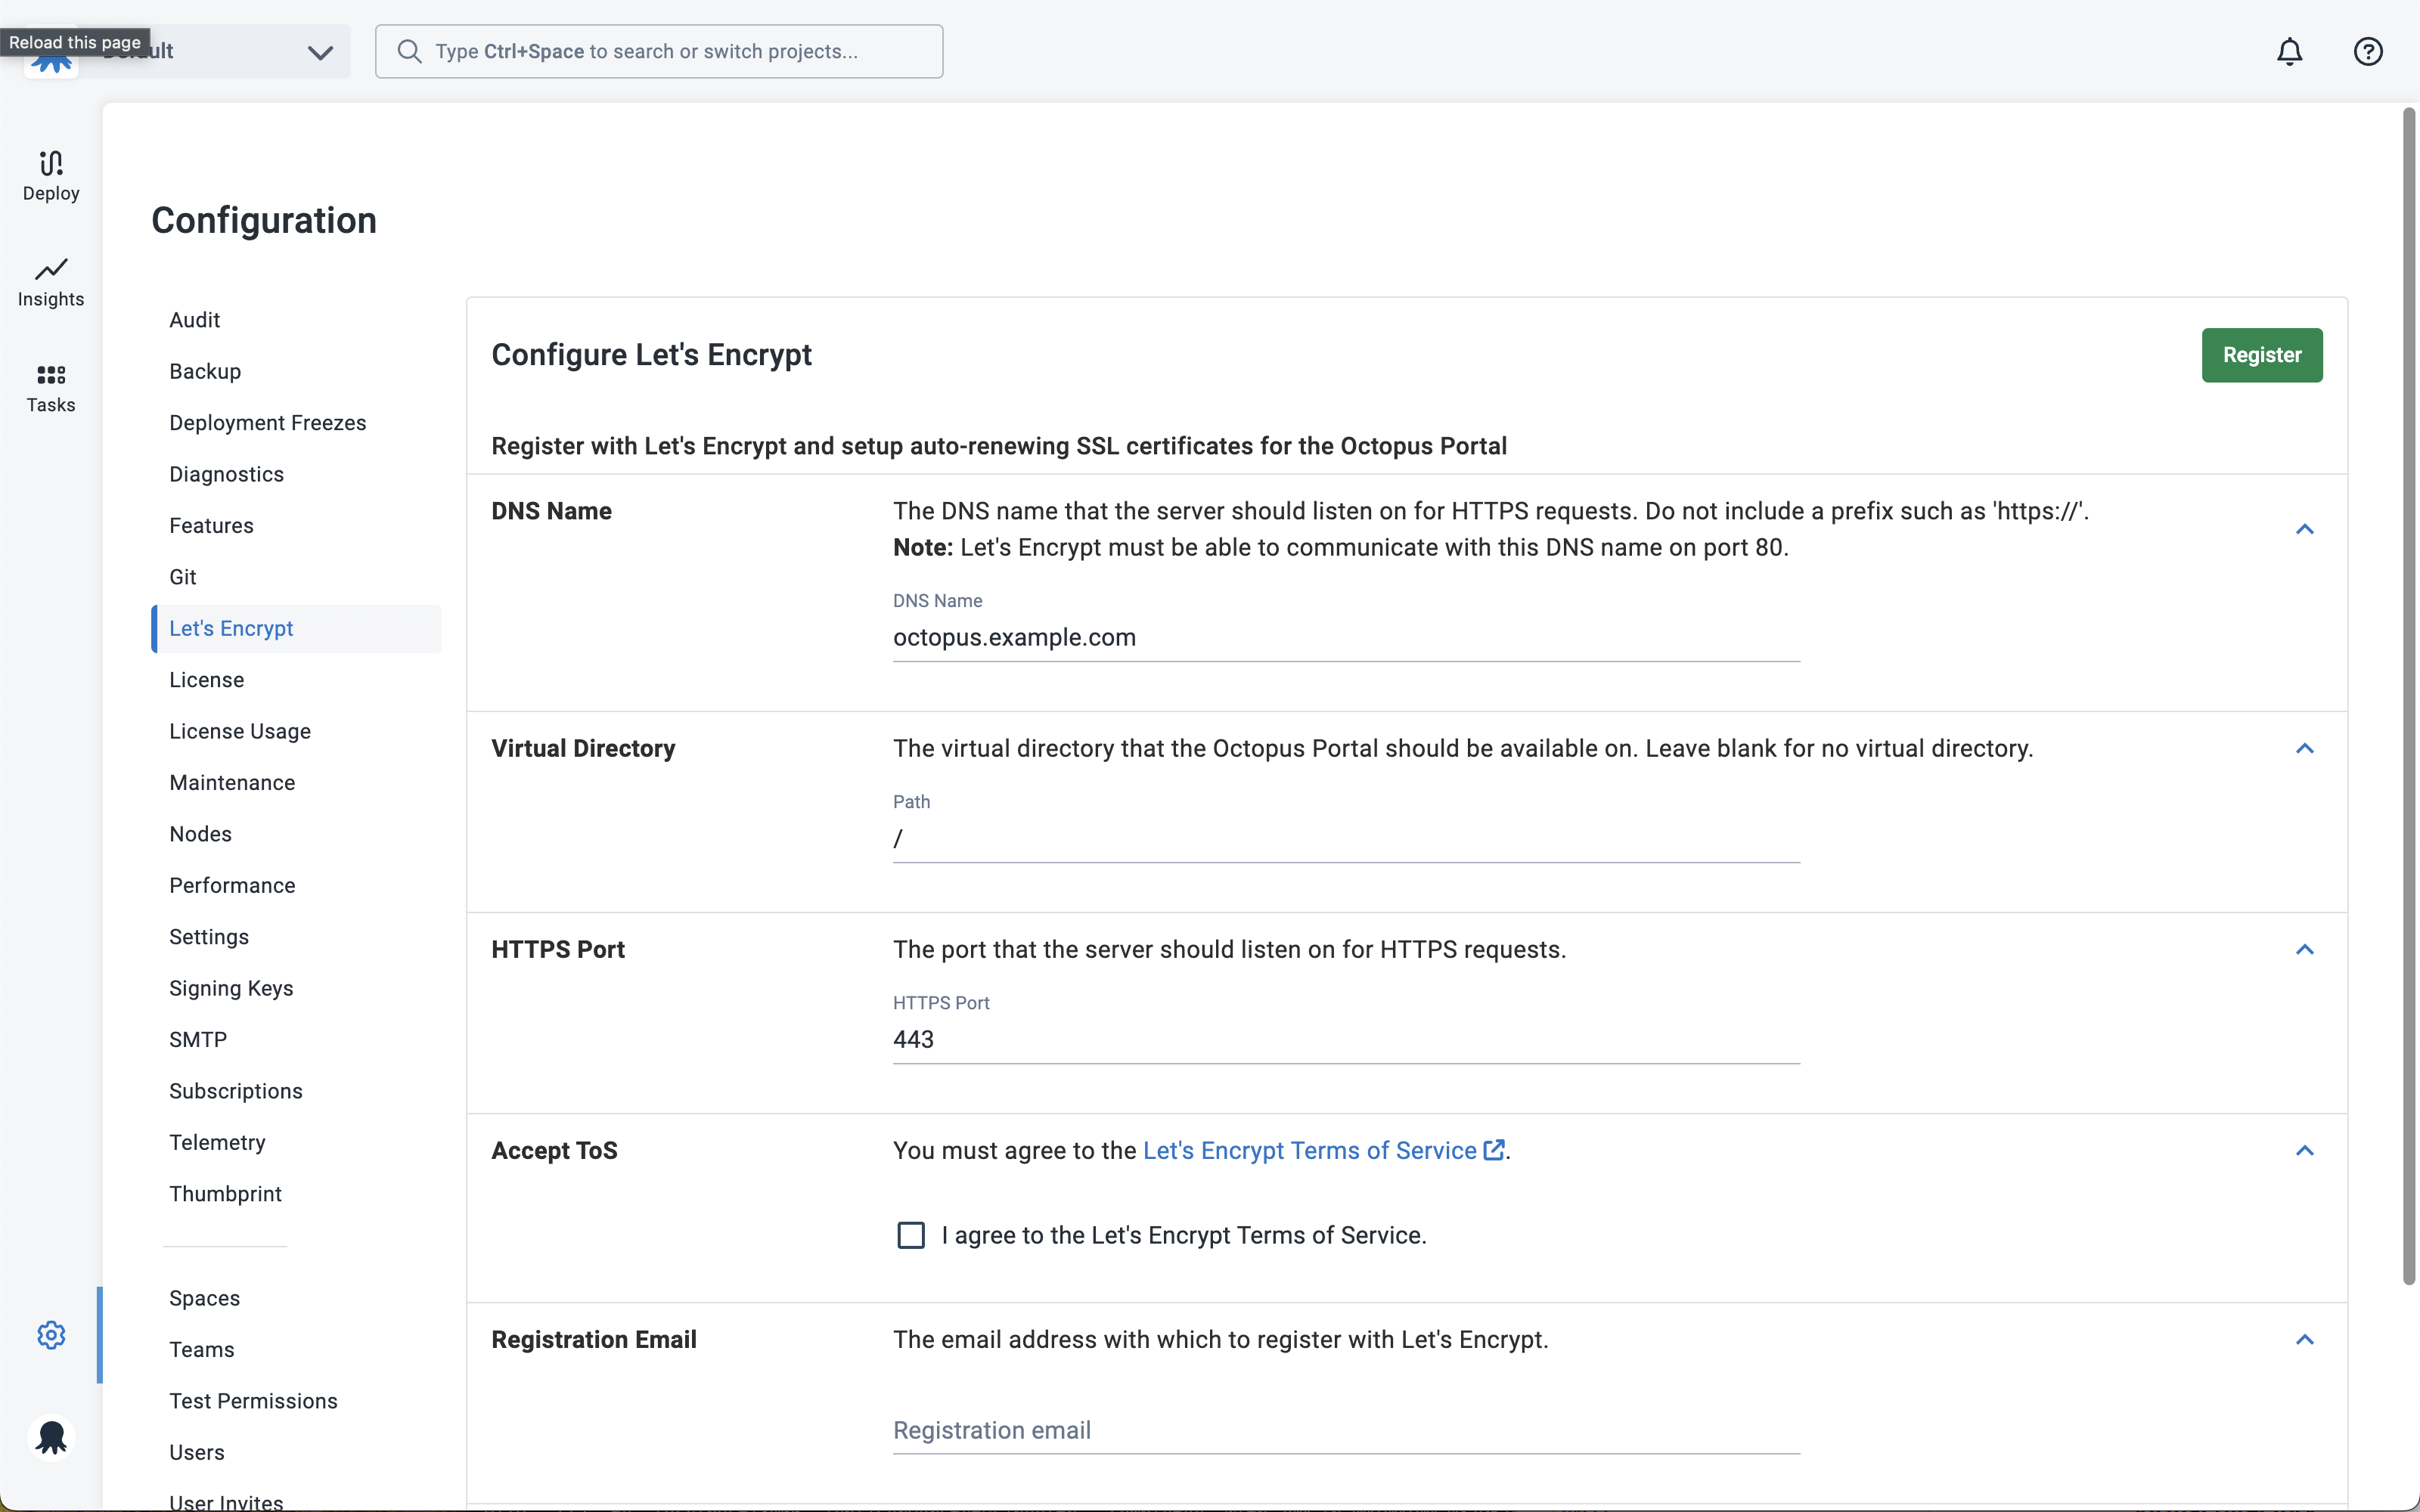 Reload this page
Type Ctrl+Space to search or switch projects...
Deploy
Insights
Tasks
Configuration
Audit
Backup
Deployment Freezes
Diagnostics
Features
Git
Let's Encrypt
License
License Usage
Maintenance
Nodes
Performance
Settings
Signing Keys
SMTP
Subscriptions
Telemetry
Thumbprint
Spaces
Teams
Test Permissions
Users
User Invites
Configure Let's Encrypt
Register
Register with Let's Encrypt and setup auto-renewing SSL certificates for the Octopus Portal
DNS Name
The DNS name that the server should listen on for HTTPS requests. Do not include a prefix such as 'https://'.
Note: Let's Encrypt must be able to communicate with this DNS name on port 80.
DNS Name
octopus.example.com
Virtual Directory
The virtual directory that the Octopus Portal should be available on. Leave blank for no virtual directory.
Path
/
HTTPS Port
The port that the server should listen on for HTTPS requests.
HTTPS Port
443
Accept ToS
You must agree to the Let's Encrypt Terms of Service.
I agree to the Let's Encrypt Terms of Service.
Registration Email
The email address with which to register with Let's Encrypt.
Registration email